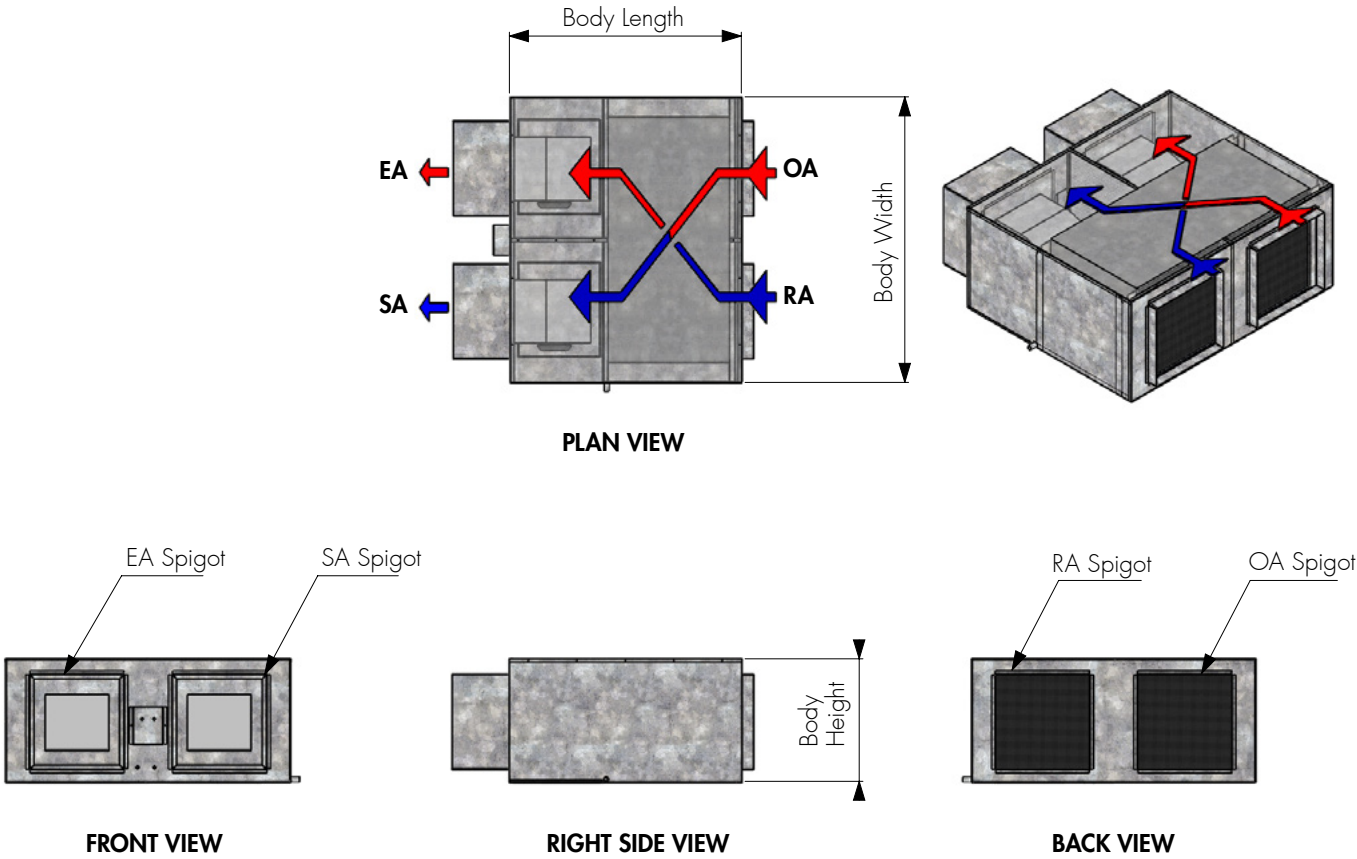 Body Length
EA
OA
Body Width
SA
RA
PLAN VIEW
EA Spigot
SA Spigot
RA Spigot
OA Spigot
Body
Height
FRONT VIEW
RIGHT SIDE VIEW
BACK VIEW